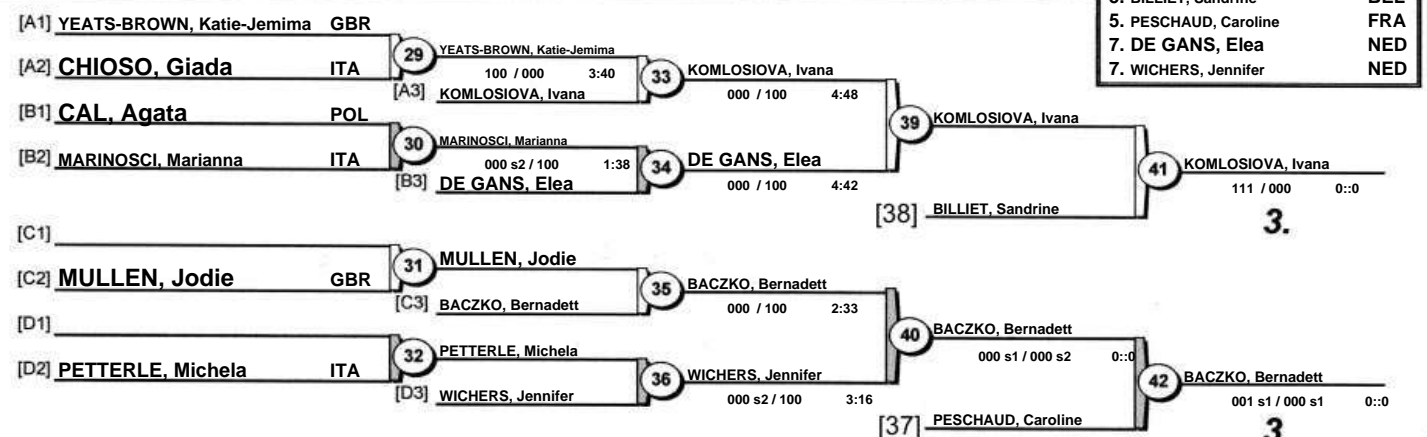 BILLIET, Sandrine BEL
5. PESCHAUD, Caroline FRA
7. DE GANS, Elea NED
7. WICHERS, Jennifer NED
[A1] YEATS-BROWN, Katie-Jemima GBR
[A2] CHIOSO, Giada ITA
29
YEATS-BROWN, Katie-Jemima
100 / 000 3:40
[A3] KOMLOSIOVA, Ivana
33
KOMLOSIOVA, Ivana
000 / 100 4:48
[B1] CAL, Agata POL
[B2] MARINOSCI, Marianna ITA
30
MARINOSCI, Marianna
000 s2 / 100 1:38
[B3] DE GANS, Elea
34
DE GANS, Elea
000 / 100 4:42
39
KOMLOSIOVA, Ivana
[38] BILLIET, Sandrine
41
KOMLOSIOVA, Ivana
111 / 000 0::0
3.
[C1]
[C2] MULLEN, Jodie GBR
31
MULLEN, Jodie
[C3] BACZKO, Bernadett
35
BACZKO, Bernadett
000 / 100 2:33
[D1]
[D2] PETTERLE, Michela ITA
32
PETTERLE, Michela
[D3] WICHERS, Jennifer
36
WICHERS, Jennifer
000 s2 / 100 3:16
40
BACZKO, Bernadett
000 s1 / 000 s2 0::0
[37] PESCHAUD, Caroline
42
BACZKO, Bernadett
001 s1 / 000 s1 0::0
3